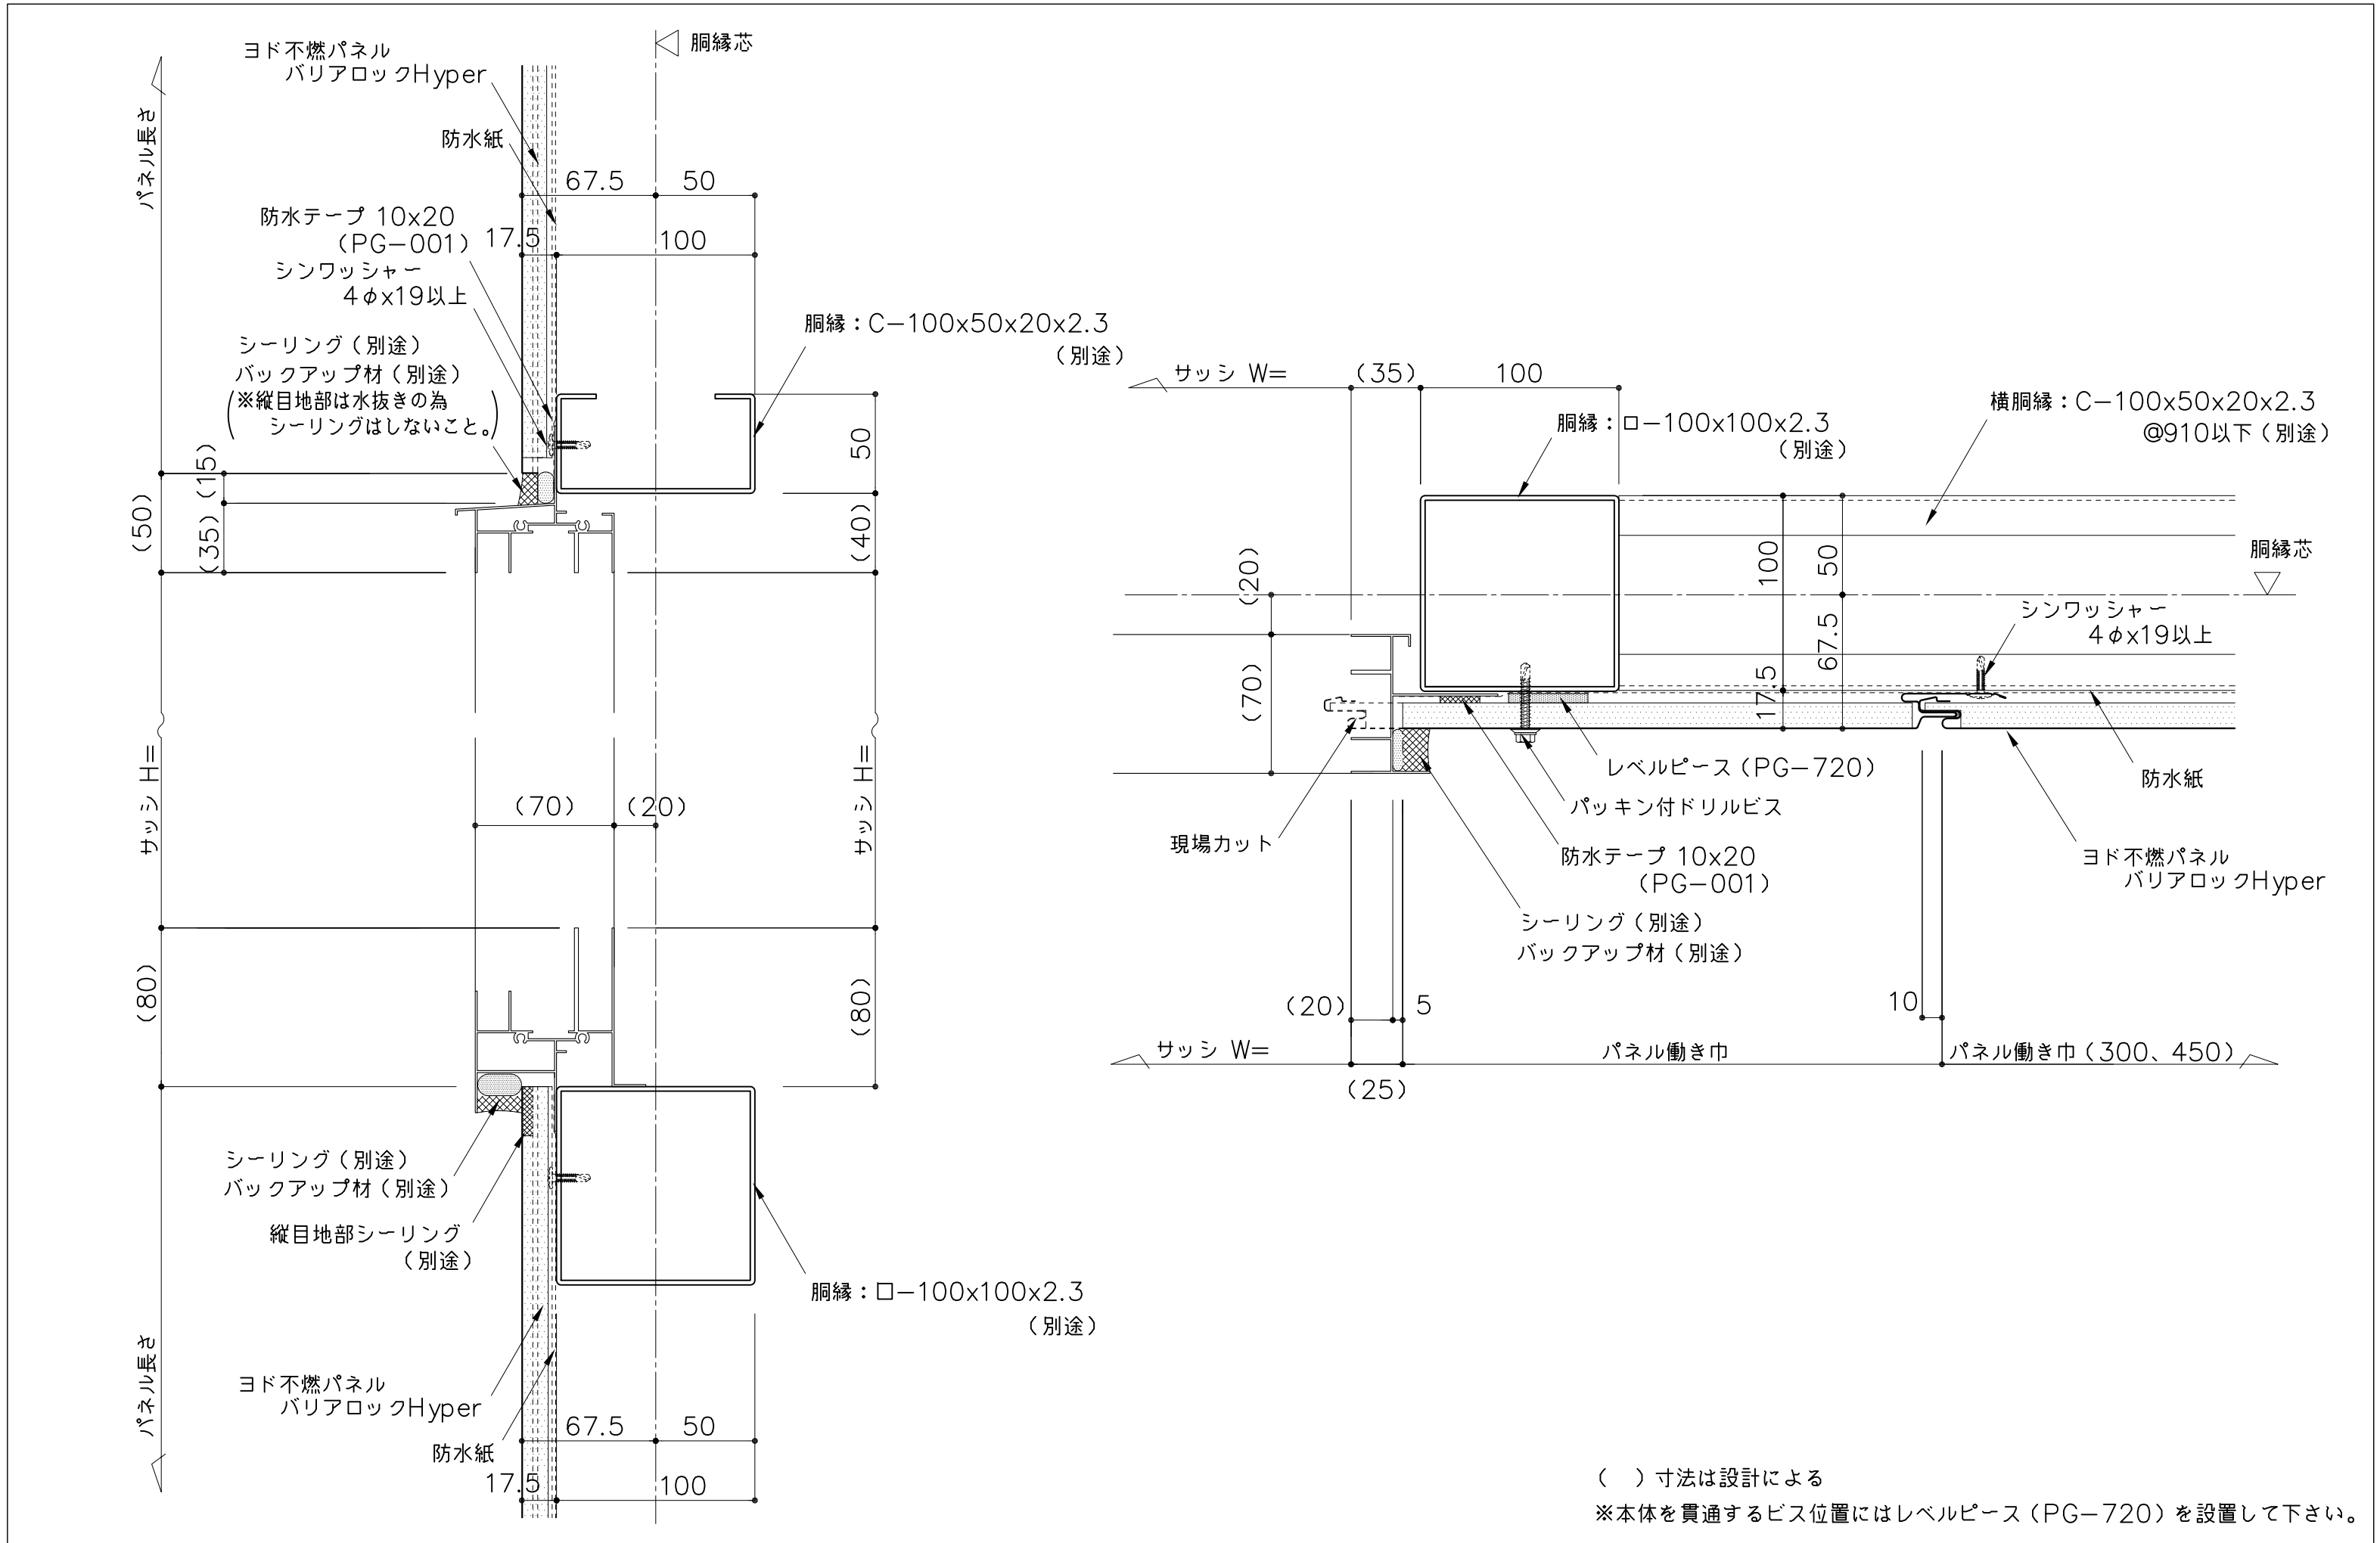 胴縁芯
ヨド不燃パネル
バリアロックHyper
防水紙
パネル長さ
67.5
50
防水テープ 10x20
(PG-001)
17.5
100
シンワッシャー
4φx19以上
シーリング(別途)
バックアップ材(別途)
(※縦目地部は水抜きの為
シーリングはしないこと。)
胴縁:C-100x50x20x2.3
(別途)
(15)
(35)
(50)
50
(40)
サッシ H=
サッシ H=
(70)
(20)
(80)
(80)
シーリング(別途)
バックアップ材(別途)
縦目地部シーリング
(別途)
胴縁:□-100x100x2.3
(別途)
パネル長さ
ヨド不燃パネル
バリアロックHyper
防水紙
67.5
50
17.5
100
サッシ W=
(35)
100
胴縁:□-100x100x2.3
(別途)
横胴縁:C-100x50x20x2.3
@910以下(別途)
胴縁芯
(20)
(70)
100
50
67.5
17.5
シンワッシャー
4φx19以上
レベルピース(PG-720)
防水紙
パッキン付ドリルビス
現場カット
防水テープ 10x20
(PG-001)
ヨド不燃パネル
バリアロックHyper
シーリング(別途)
バックアップ材(別途)
(20)
5
10
サッシ W=
(25)
パネル働き巾
パネル働き巾(300、450)
( )寸法は設計による
※本体を貫通するビス位置にはレベルピース(PG-720)を設置して下さい。